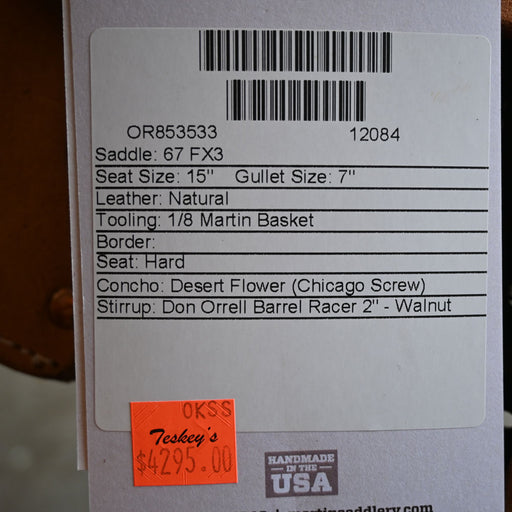 OR853533 12084
Saddle: 67 FX3
Seat Size: 15" Gullet Size: 7"
Leather: Natural
Tooling: 1/8 Martin Basket
Border:
Seat: Hard
Concho: Desert Flower (Chicago Screw)
Stirrup: Don Orrell Barrel Racer 2" - Walnut
OKSS
Teskey's
$4295.00
HANDMADE
IN THE
USA